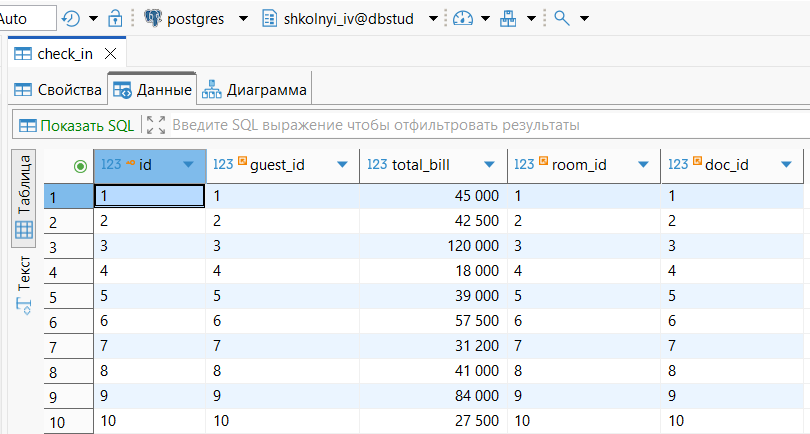 Auto postgres shkolnyi_iv@dbstud
check_in
Свойства Данные Диаграмма
Показать SQL Введите SQL выражение чтобы отфильтровать результаты
Таблица
Текст
123 id 123 guest_id 123 total_bill 123 room_id 123 doc_id
1 1 1 45 000 1 1
2 2 2 42 500 2 2
3 3 3 120 000 3 3
4 4 4 18 000 4 4
5 5 5 39 000 5 5
6 6 6 57 500 6 6
7 7 7 31 200 7 7
8 8 8 41 000 8 8
9 9 9 84 000 9 9
10 10 10 27 500 10 10